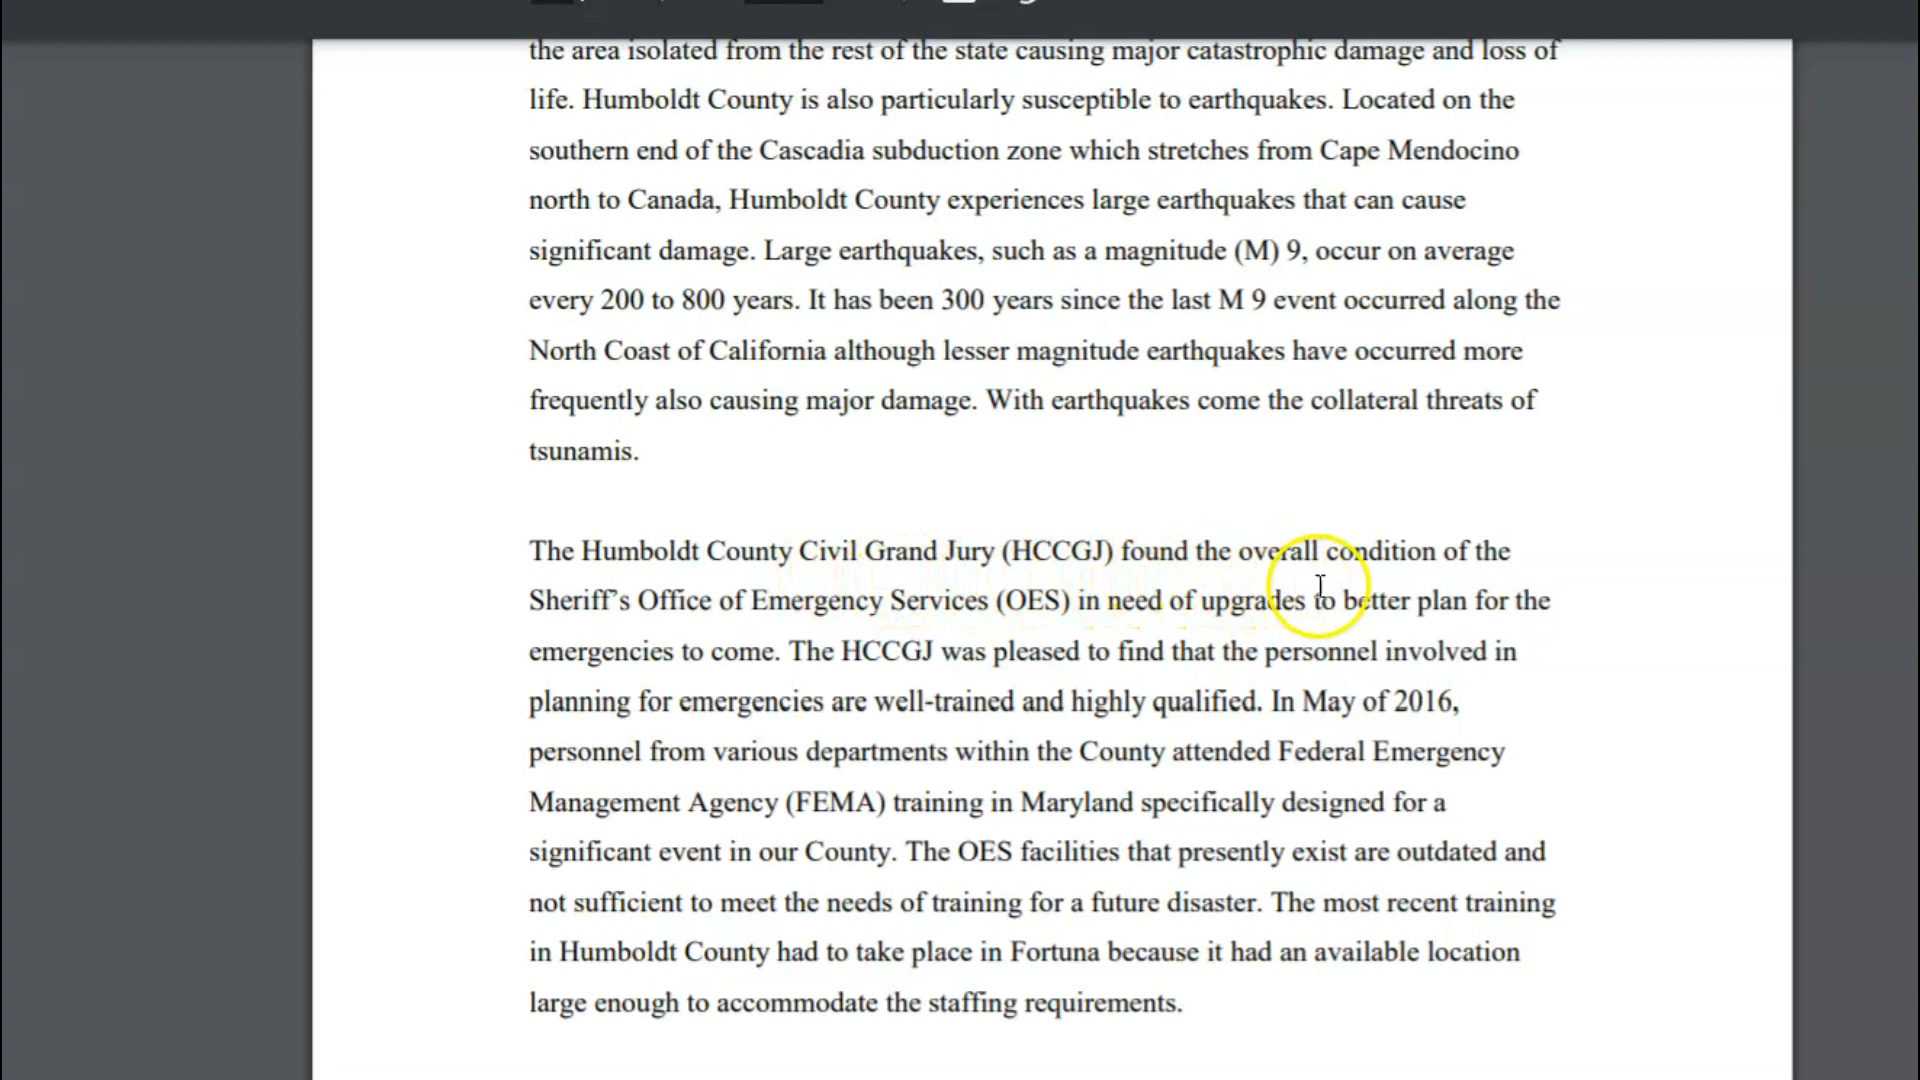 the area isolated from the rest of the state causing major catastrophic damage and loss of
life. Humboldt County is also particularly susceptible to earthquakes. Located on the
southern end of the Cascadia subduction zone which stretches from Cape Mendocino
north to Canada, Humboldt County experiences large earthquakes that can cause
significant damage. Large earthquakes, such as a magnitude (M) 9, occur on average
every 200 to 800 years. It has been 300 years since the last M 9 event occurred along the
North Coast of California although lesser magnitude earthquakes have occurred more
frequently also causing major damage. With earthquakes come the collateral threats of
tsunamis.
The Humboldt County Civil Grand Jury (HCCGJ) found the overall condition of the
Sheriff’s Office of Emergency Services (OES) in need of upgrades to better plan for the
emergencies to come. The HCCGJ was pleased to find that the personnel involved in
planning for emergencies are well-trained and highly qualified. In May of 2016,
personnel from various departments within the County attended Federal Emergency
Management Agency (FEMA) training in Maryland specifically designed for a
significant event in our County. The OES facilities that presently exist are outdated and
not sufficient to meet the needs of training for a future disaster. The most recent training
in Humboldt County had to take place in Fortuna because it had an available location
large enough to accommodate the staffing requirements.